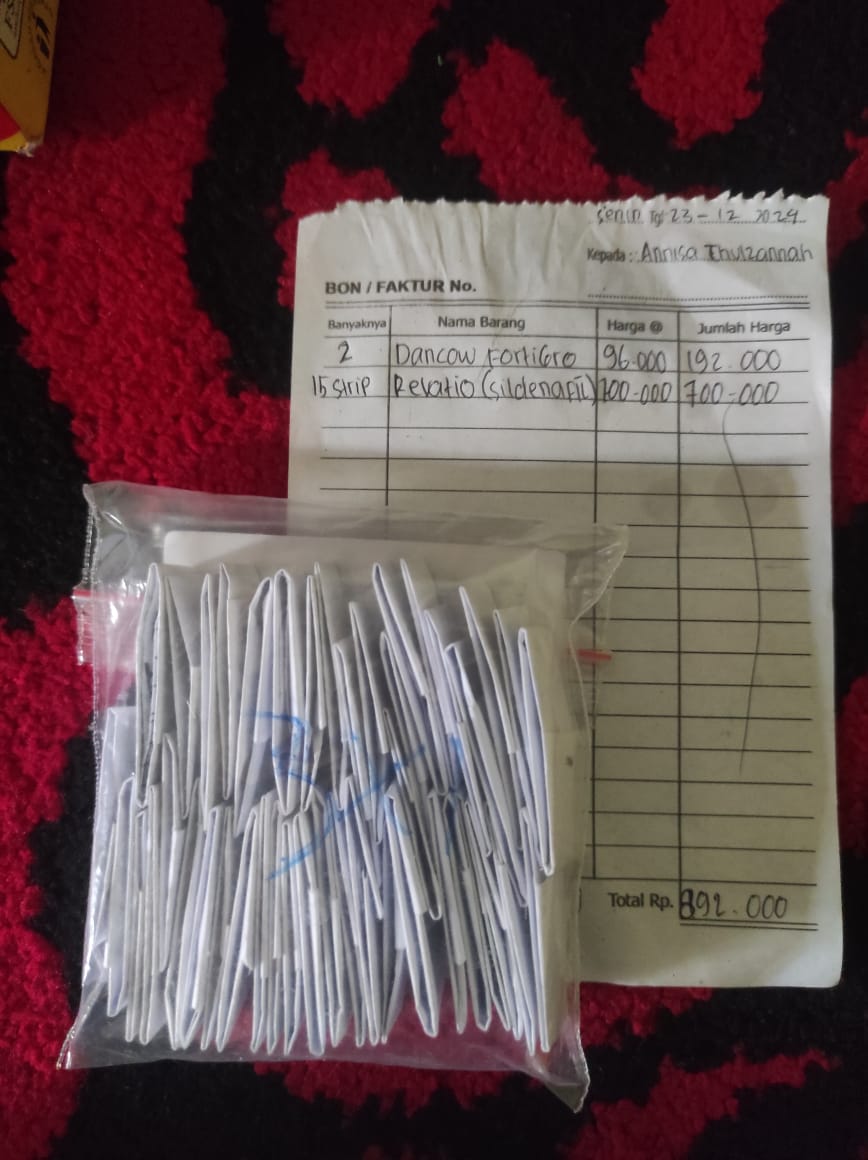 Senin Tgl 23-12 2024
Kepada : Annisa Thulzannah
BON / FAKTUR No.
Banyaknya Nama Barang Harga @ Jumlah Harga
2 Dancow FortiGro 96.000 192.000
15 strip Revatio (sildenafil) 700-000 700-000
Total Rp. 892.000